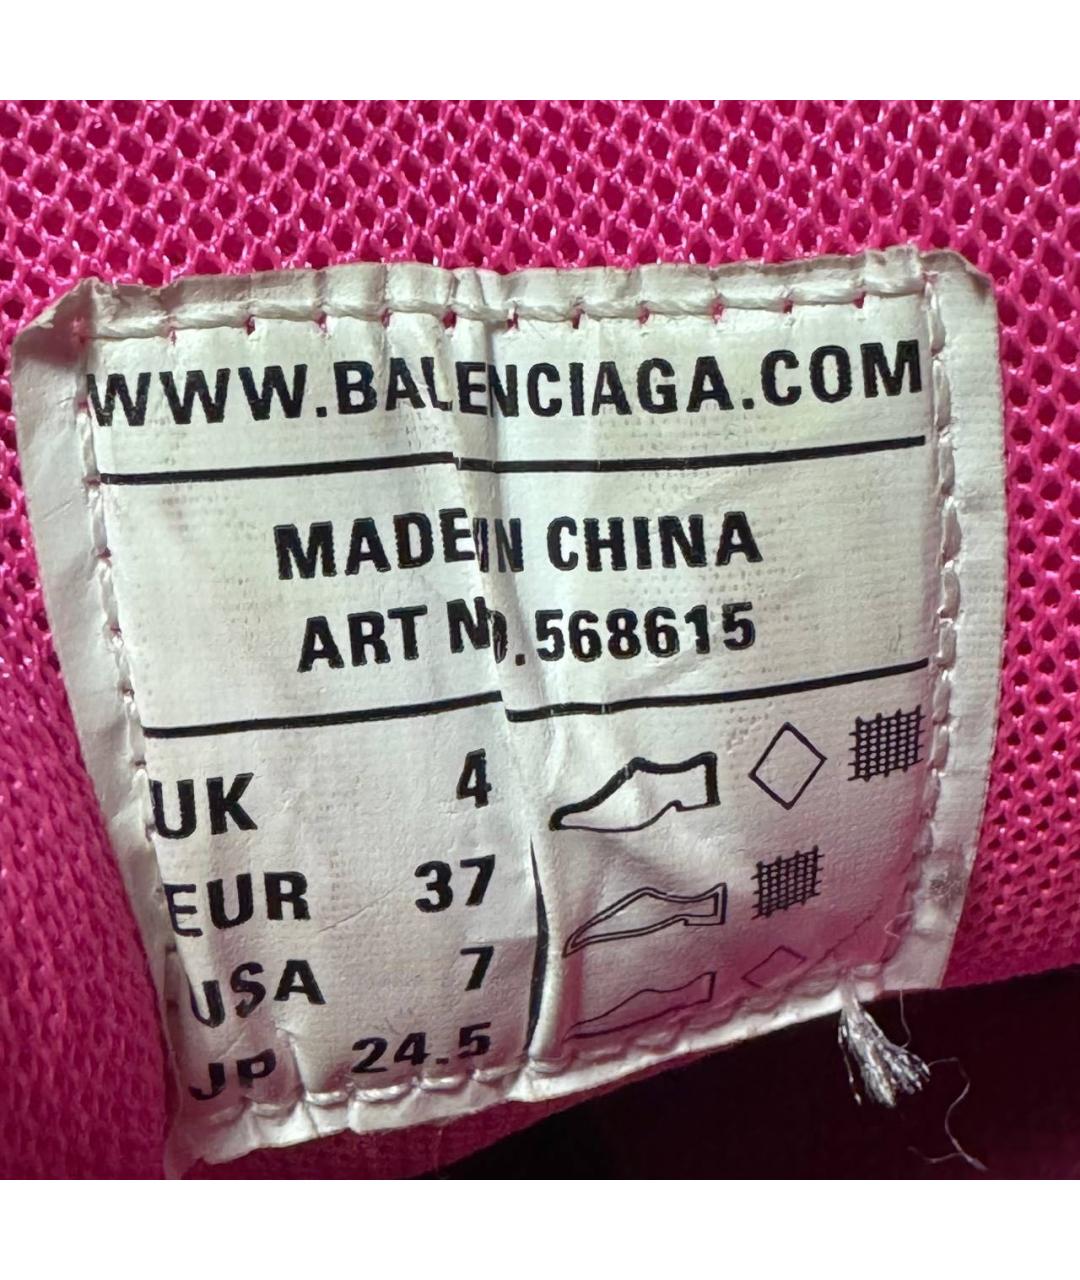 WWW.BALENCIAGA.COM
MADE IN CHINA
ART No.568615
UK 4
EUR 37
USA 7
JP 24.5